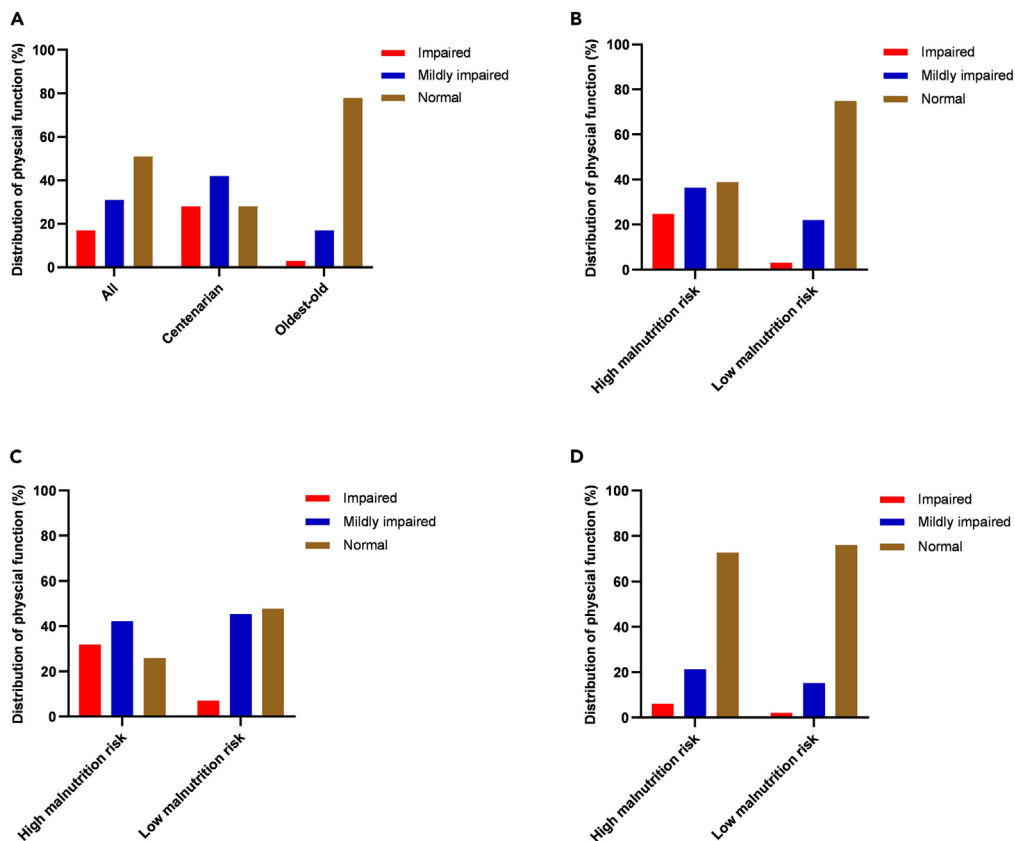 A
Distribution of physcial function (%)
100
80
60
40
20
0
All
Centenarian
Oldest-old
Impaired
Mildly impaired
Normal
B
Distribution of physcial function (%)
100
80
60
40
20
0
High malnutrition risk
Low malnutrition risk
Impaired
Mildly impaired
Normal
C
Distribution of physcial function (%)
100
80
60
40
20
0
High malnutrition risk
Low malnutrition risk
Impaired
Mildly impaired
Normal
D
Distribution of physcial function (%)
100
80
60
40
20
0
High malnutrition risk
Low malnutrition risk
Impaired
Mildly impaired
Normal